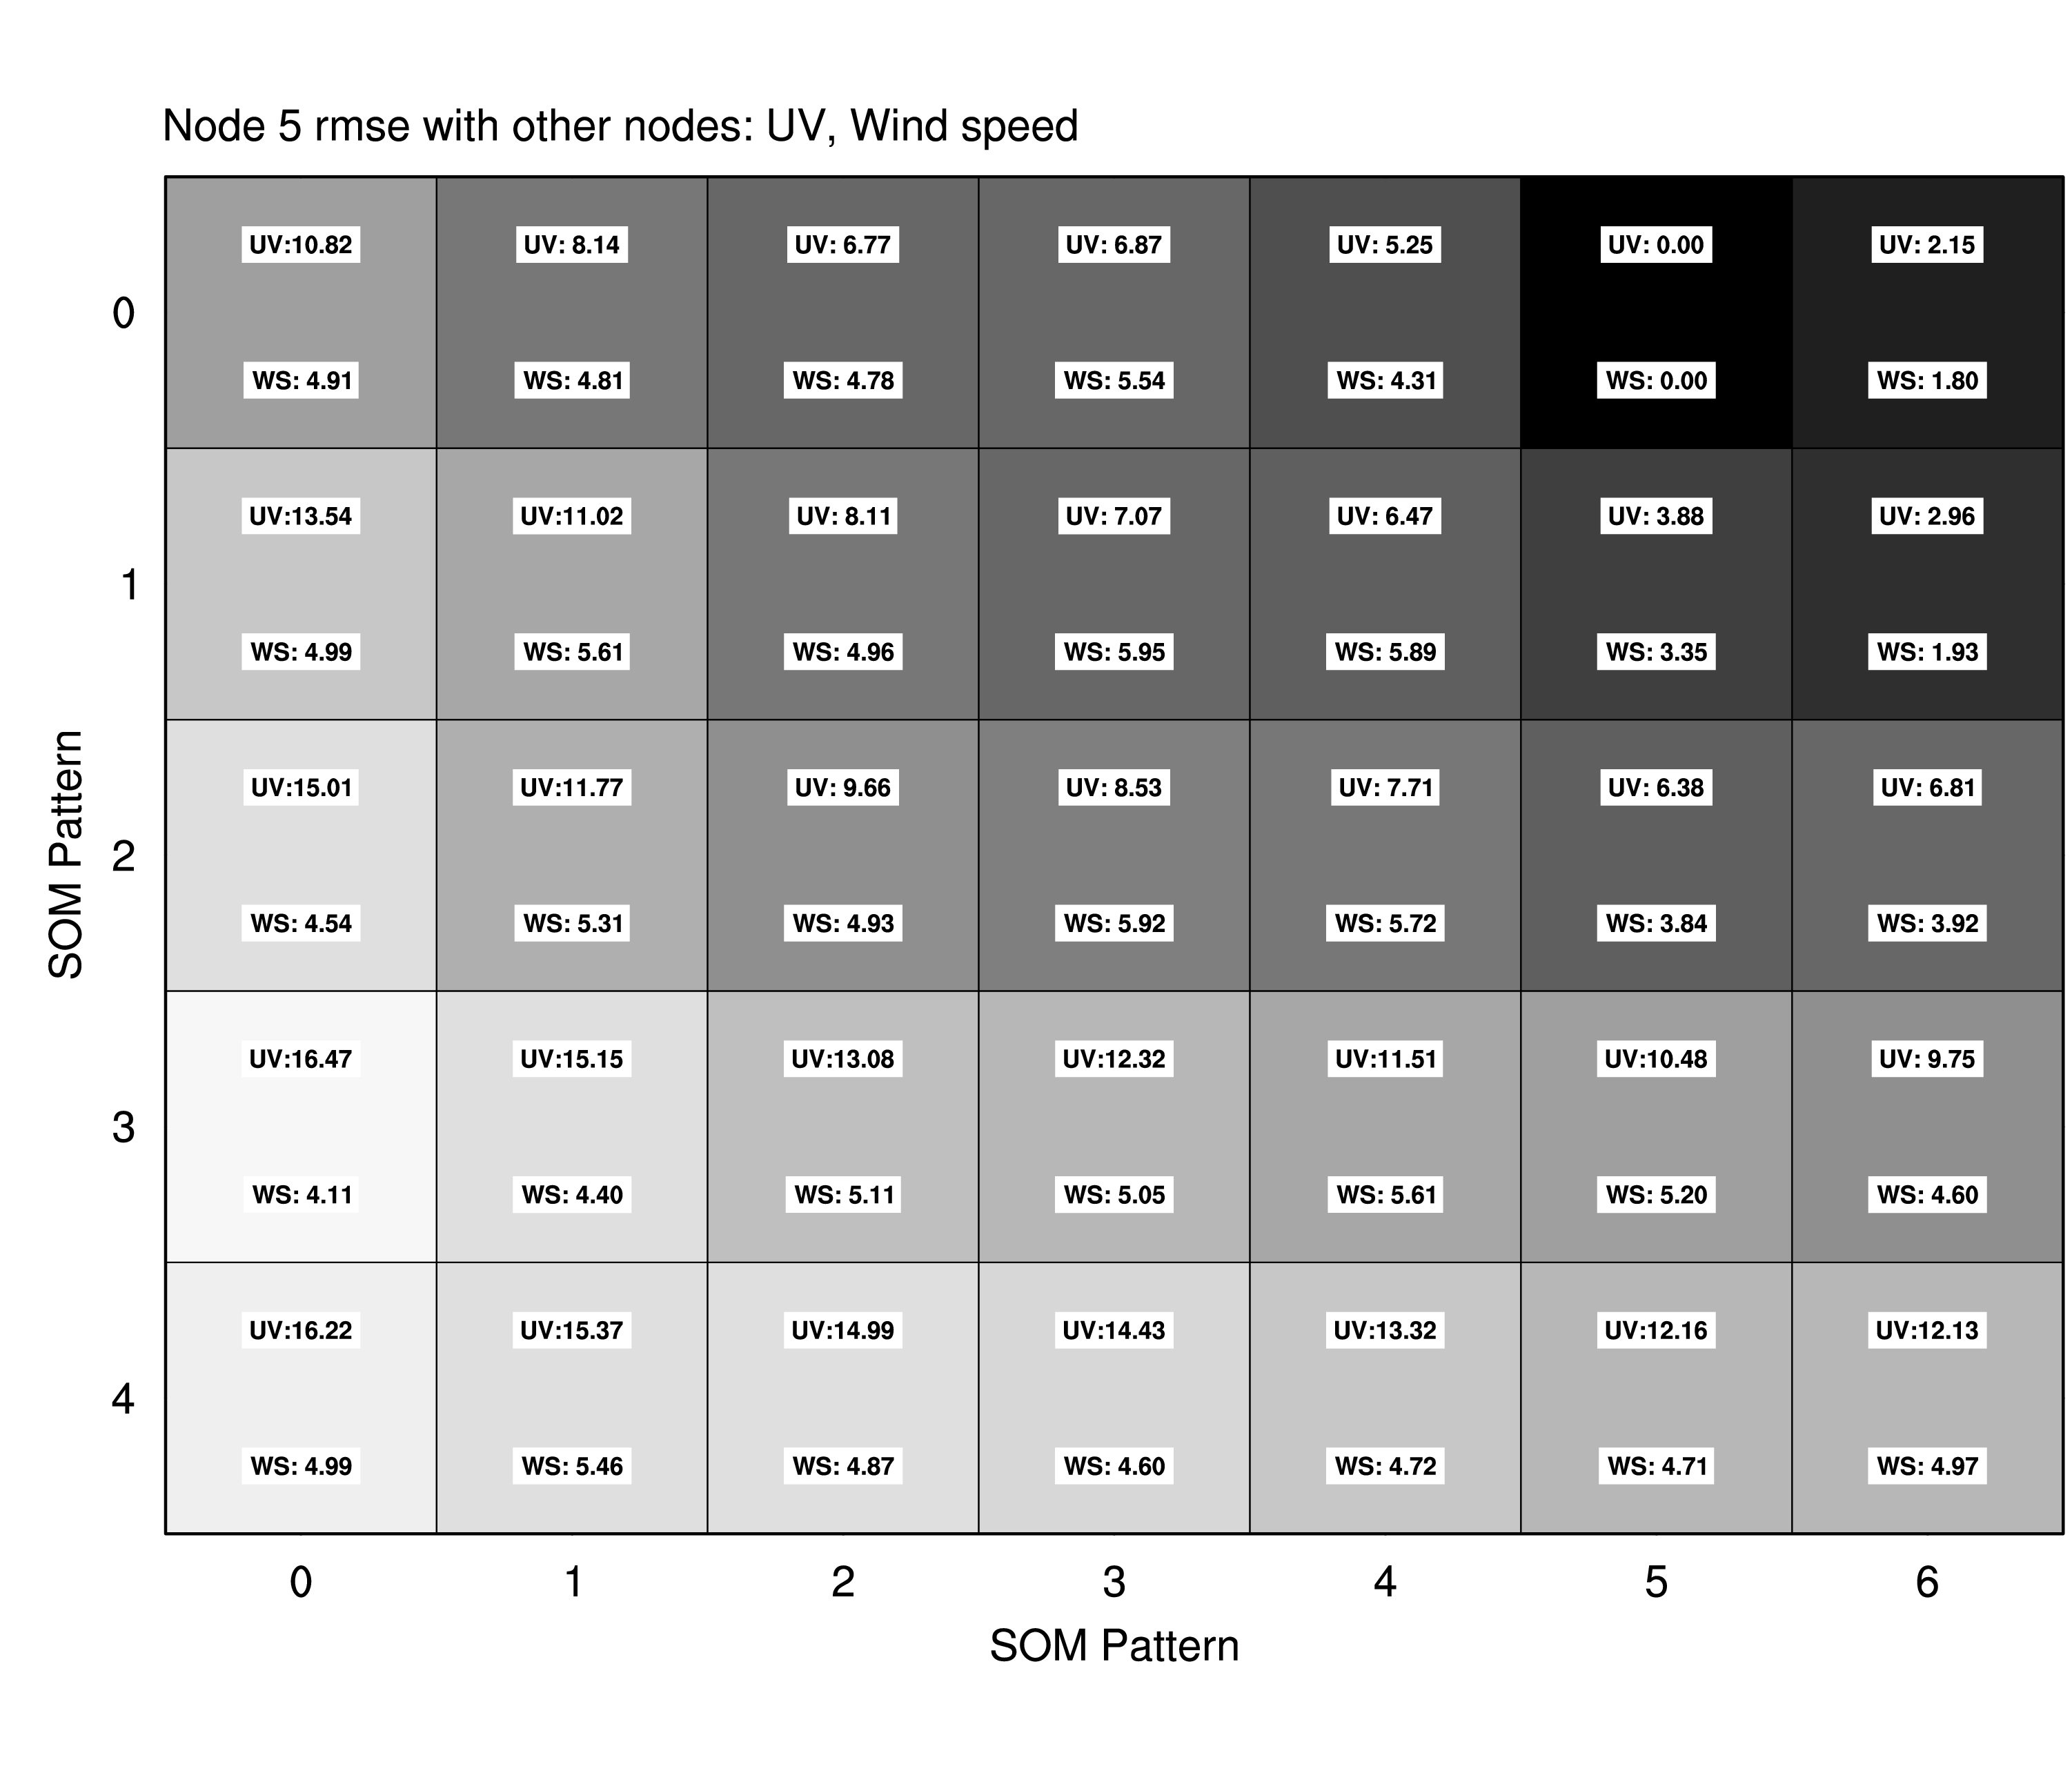 Node 5 rmse with other nodes: UV, Wind speed
UV:10.82 UV: 8.14 UV: 6.77 UV: 6.87 UV: 5.25 UV: 0.00 UV: 2.15
0
WS: 4.91 WS: 4.81 WS: 4.78 WS: 5.54 WS: 4.31 WS: 0.00 WS: 1.80
UV:13.54 UV:11.02 UV: 8.11 UV: 7.07 UV: 6.47 UV: 3.88 UV: 2.96
1
WS: 4.99 WS: 5.61 WS: 4.96 WS: 5.95 WS: 5.89 WS: 3.35 WS: 1.93
UV:15.01 UV:11.77 UV: 9.66 UV: 8.53 UV: 7.71 UV: 6.38 UV: 6.81
2
WS: 4.54 WS: 5.31 WS: 4.93 WS: 5.92 WS: 5.72 WS: 3.84 WS: 3.92
UV:16.47 UV:15.15 UV:13.08 UV:12.32 UV:11.51 UV:10.48 UV: 9.75
3
WS: 4.11 WS: 4.40 WS: 5.11 WS: 5.05 WS: 5.61 WS: 5.20 WS: 4.60
UV:16.22 UV:15.37 UV:14.99 UV:14.43 UV:13.32 UV:12.16 UV:12.13
4
WS: 4.99 WS: 5.46 WS: 4.87 WS: 4.60 WS: 4.72 WS: 4.71 WS: 4.97
SOM Pattern
0 1 2 3 4 5 6
SOM Pattern